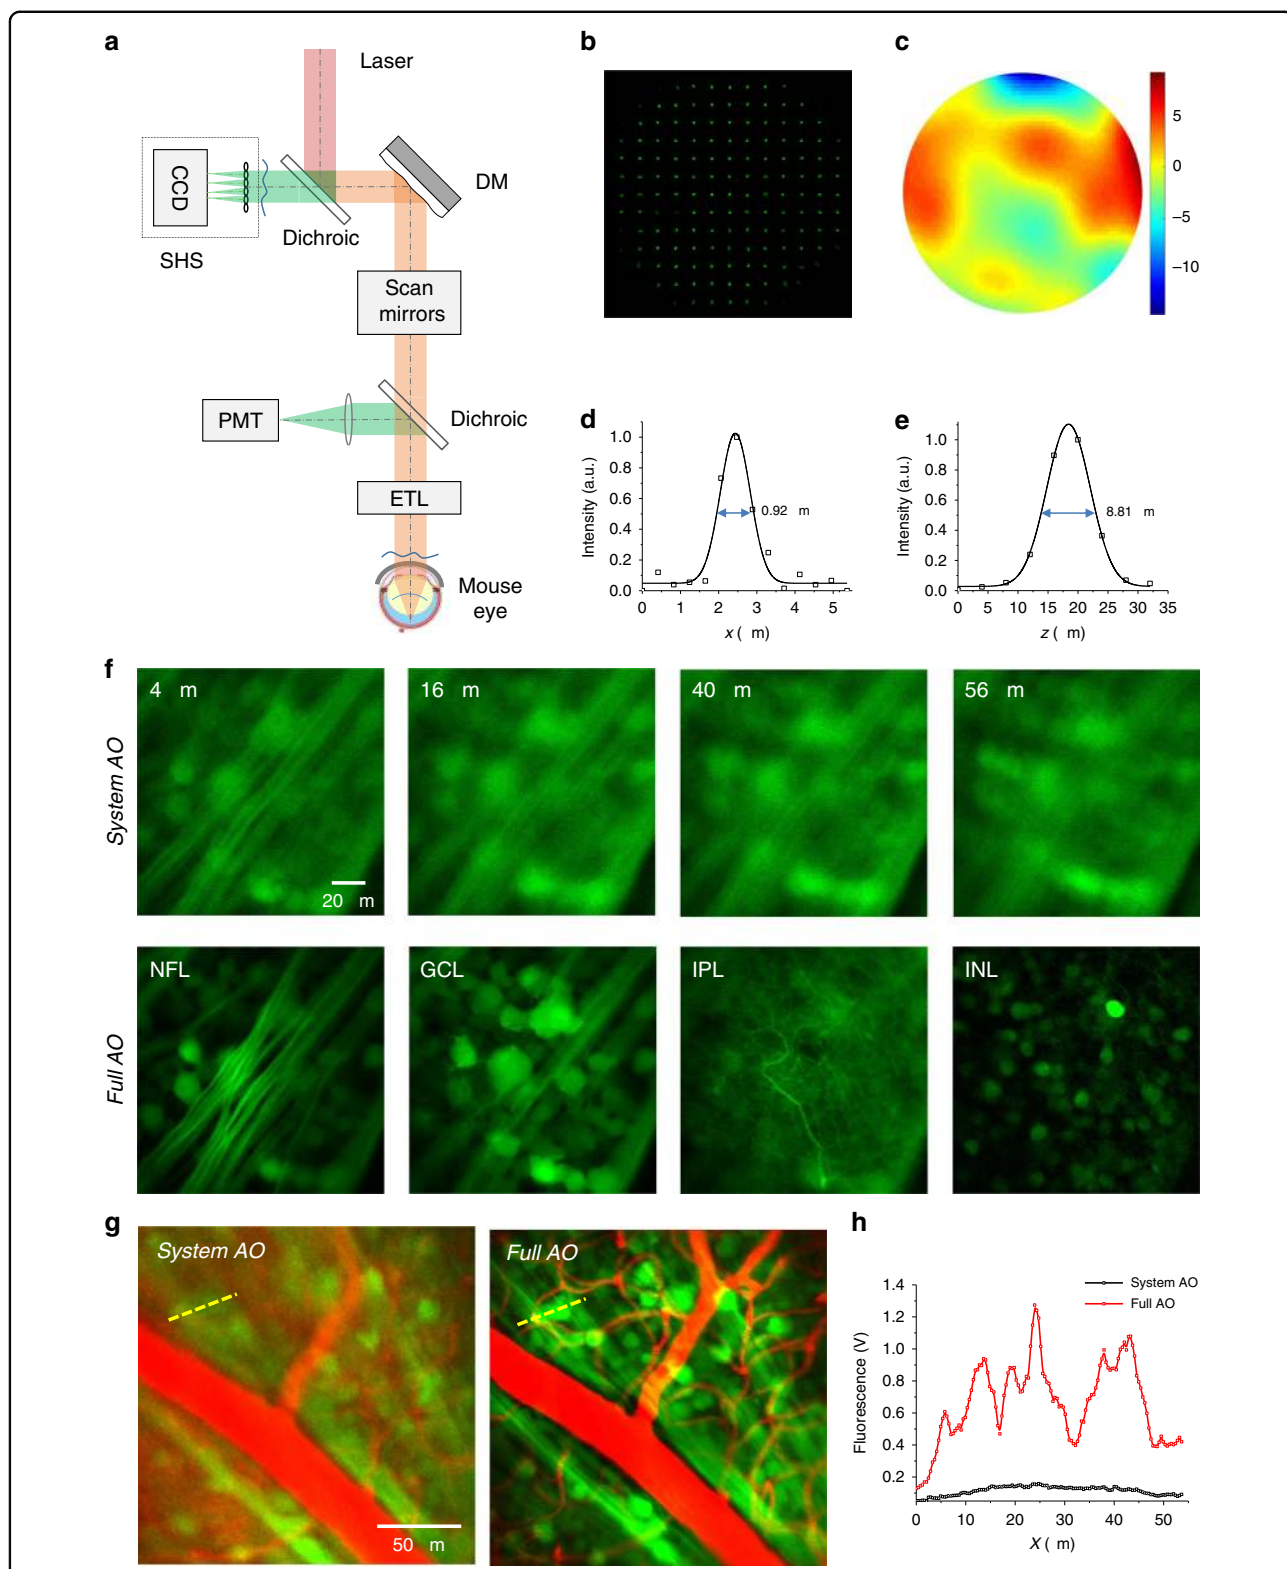 a
Laser
CCD
DM
Dichroic
SHS
Scan
mirrors
PMT
Dichroic
ETL
Mouse
eye
b
c
5
0
−5
−10
d
1.0
0.8
0.6
0.4
0.2
0.0
Intensity (a.u.)
0.92 m
0 1 2 3 4 5
x ( m)
e
1.0
0.8
0.6
0.4
0.2
0.0
Intensity (a.u.)
8.81 m
0 5 10 15 20 25 30 35
z ( m)
f
System AO
4 m
16 m
40 m
56 m
20 m
Full AO
NFL
GCL
IPL
INL
g
System AO
Full AO
50 m
h
1.4
1.2
1.0
0.8
0.6
0.4
0.2
Fluorescence (V)
System AO
Full AO
0 10 20 30 40 50
X ( m)